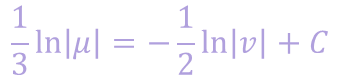 1/3 ln|μ| = − 1/2 ln|v| + C